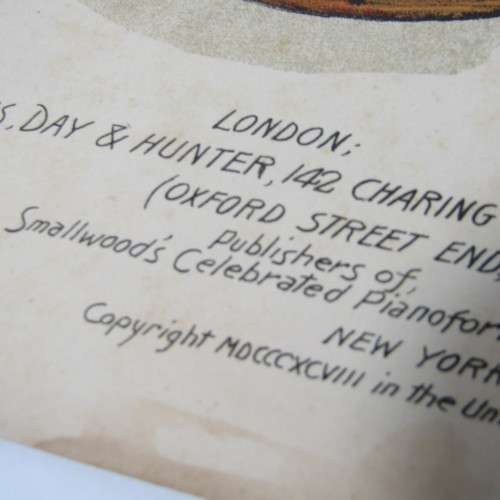 LONDON;
S, DAY & HUNTER, 142 CHARING
(OXFORD STREET END,
Publishers of,
Smallwood's Celebrated Pianofor
NEW YORK
Copyright MDCCCXCVIII in the Un